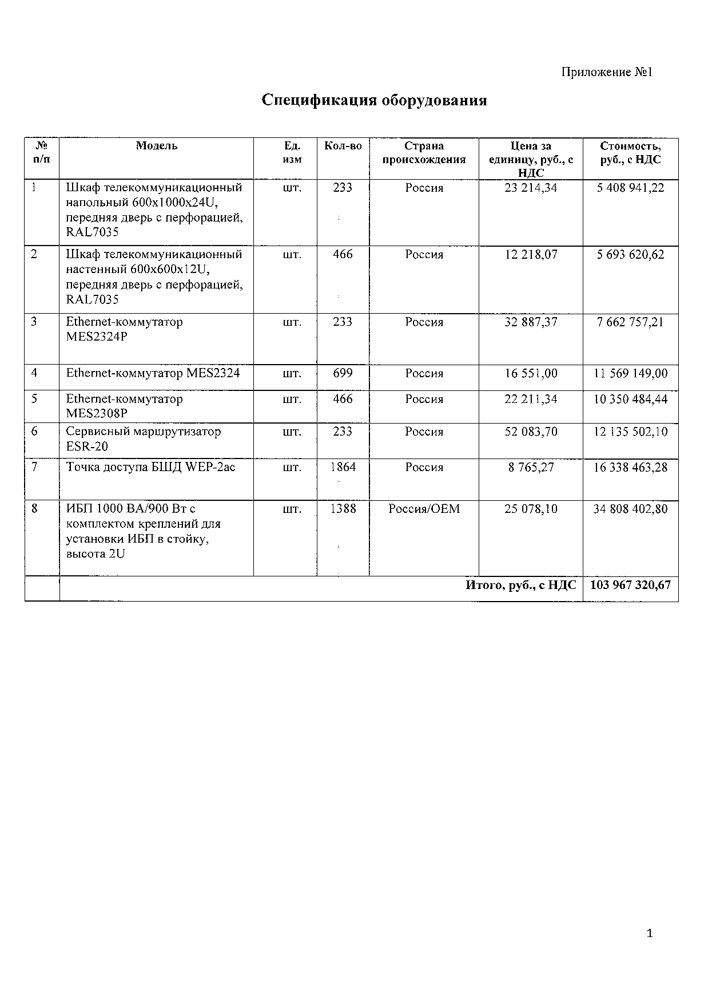 Приложение №1
Спецификация оборудования
№ п/п Модель Ед. изм Кол-во Страна происхождения Цена за единицу, руб., с НДС Стоимость, руб., с НДС
1 Шкаф телекоммуникационный шт. 233 Россия 23 214,34 5 408 941,22
напольный 600x1000x24U,
передняя дверь с перфорацией,
RAL7035
2 Шкаф телекоммуникационный шт. 466 Россия 12 218,07 5 693 620,62
настенный 600x600x12U,
передняя дверь с перфорацией,
RAL7035
3 Ethernet-коммутатор шт. 233 Россия 32 887,37 7 662 757,21
MES2324P
4 Ethernet-коммутатор MES2324 шт. 699 Россия 16 551,00 11 569 149,00
5 Ethernet-коммутатор шт. 466 Россия 22 211,34 10 350 484,44
MES2308P
6 Сервисный маршрутизатор шт. 233 Россия 52 083,70 12 135 502,10
ESR-20
7 Точка доступа БШД WEP-2ac шт. 1864 Россия 8 765,27 16 338 463,28
8 ИБП 1000 ВА/900 Вт с шт. 1388 Россия/OEM 25 078,10 34 808 402,80
комплектом креплений для
установки ИБП в стойку,
высота 2U
Итого, руб., с НДС 103 967 320,67
1